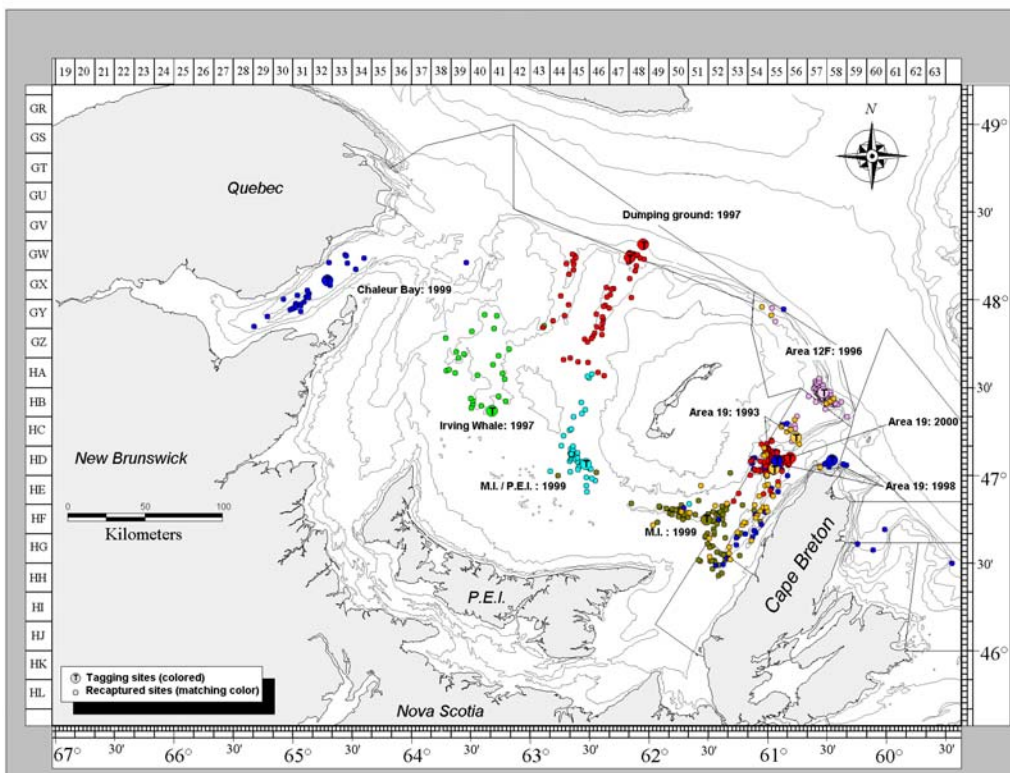 19 20 21 22 23 24 25 26 27 28 29 30 31 32 33 34 35 36 37 38 39 40 41 42 43 44 45 46 47 48 49 50 51 52 53 54 55 56 57 58 59 60 61 62 63
GR
GS
GT
GU
GV
GW
GX
GY
GZ
HA
HB
HC
HD
HE
HF
HG
HH
HI
HJ
HK
HL
N
49°
30'
48°
30'
47°
30'
46°
Quebec
Dumping ground: 1997
Chaleur Bay: 1999
Area 12F: 1996
Area 19: 1993
Area 19: 2000
Irving Whale: 1997
New Brunswick
Area 19: 1998
M.I. / P.E.I. : 1999
0 50 100
Kilometers
M.I. : 1999
Cape Breton
P.E.I.
T Tagging sites (colored)
Recaptured sites (matching color)
Nova Scotia
67° 30' 66° 30' 65° 30' 64° 30' 63° 30' 62° 30' 61° 30' 60°